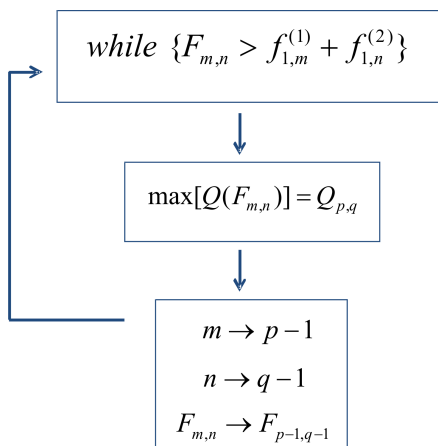 while {F_{m,n} > f_{1,m}^{(1)} + f_{1,n}^{(2)}}
max[Q(F_{m,n})] = Q_{p,q}
m → p − 1
n → q − 1
F_{m,n} → F_{p−1,q−1}